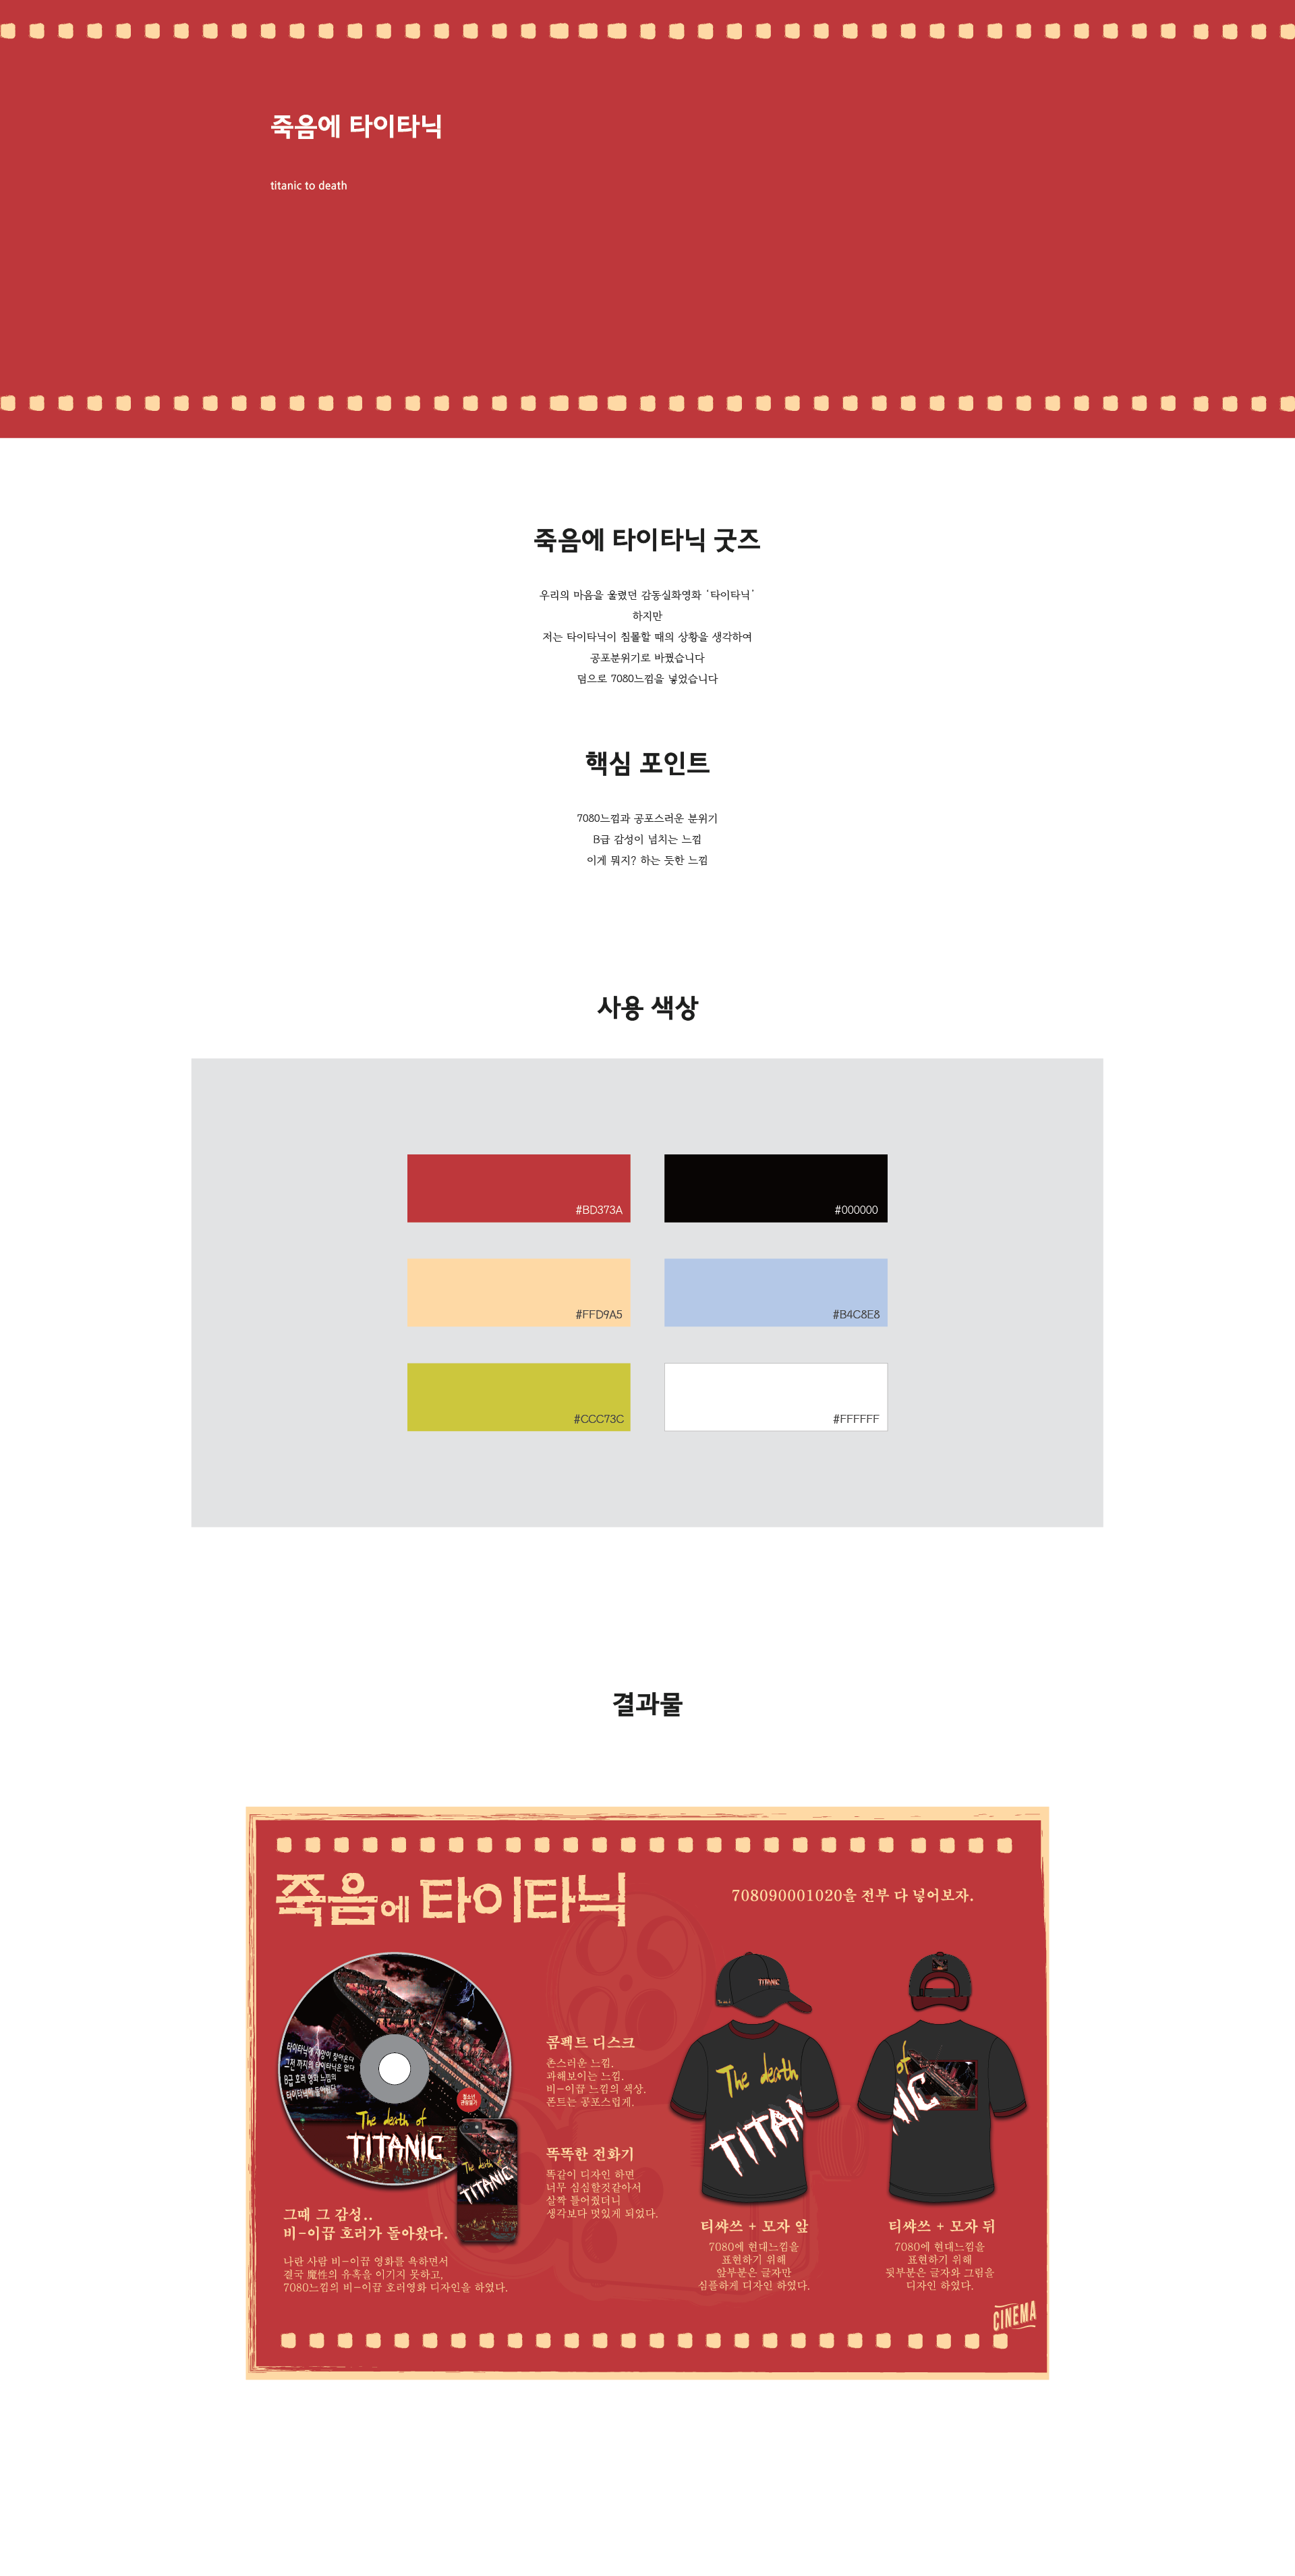 죽음에 타이타닉
titanic to death
죽음에 타이타닉 굿즈
우리의 마음을 울렸던 감동실화영화 '타이타닉'
하지만
저는 타이타닉이 침몰할 때의 상황을 생각하여
공포분위기로 바꿨습니다
덤으로 7080느낌을 넣었습니다
핵심 포인트
7080느낌과 공포스러운 분위기
B급 감성이 넘치는 느낌
이게 뭐지? 하는 듯한 느낌
사용 색상
#BD373A
#000000
#FFD9A5
#B4C8E8
#CCC73C
#FFFFFF
결과물
죽음에 타이타닉
708090001020을 전부 다 넣어보자.
타이타닉에 재앙이 찾아온다
그전 까지의 타이타닉은 없다
B급 호러 영화 느낌의
타이타닉이 돌아왔다
The death of
TITANIC
청소년
관람불가
The death of
TITANIC
그때 그 감성..
비-이끕 호러가 돌아왔다.
나란 사람 비-이끕 영화를 욕하면서
결국 魔性의 유혹을 이기지 못하고,
7080느낌의 비-이끕 호러영화 디자인을 하였다.
콤펙트 디스크
촌스러운 느낌.
과해보이는 느낌.
비-이끕 느낌의 색상.
폰트는 공포스럽게.
똑똑한 전화기
똑같이 디자인 하면
너무 심심할것같아서
살짝 틀어줬더니
생각보다 멋있게 되었다.
TITANIC
The death
TITAN
티쌰쓰 + 모자 앞
7080에 현대느낌을
표현하기 위해
앞부분은 글자만
심플하게 디자인 하였다.
of
NIC
티쌰쓰 + 모자 뒤
7080에 현대느낌을
표현하기 위해
뒷부분은 글자와 그림을
디자인 하였다.
CINEMA